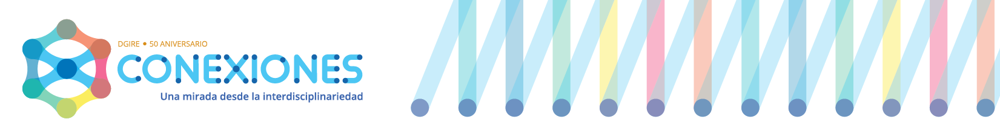 DGIRE • 50 ANIVERSARIO
CONEXIONES
Una mirada desde la interdisciplinariedad